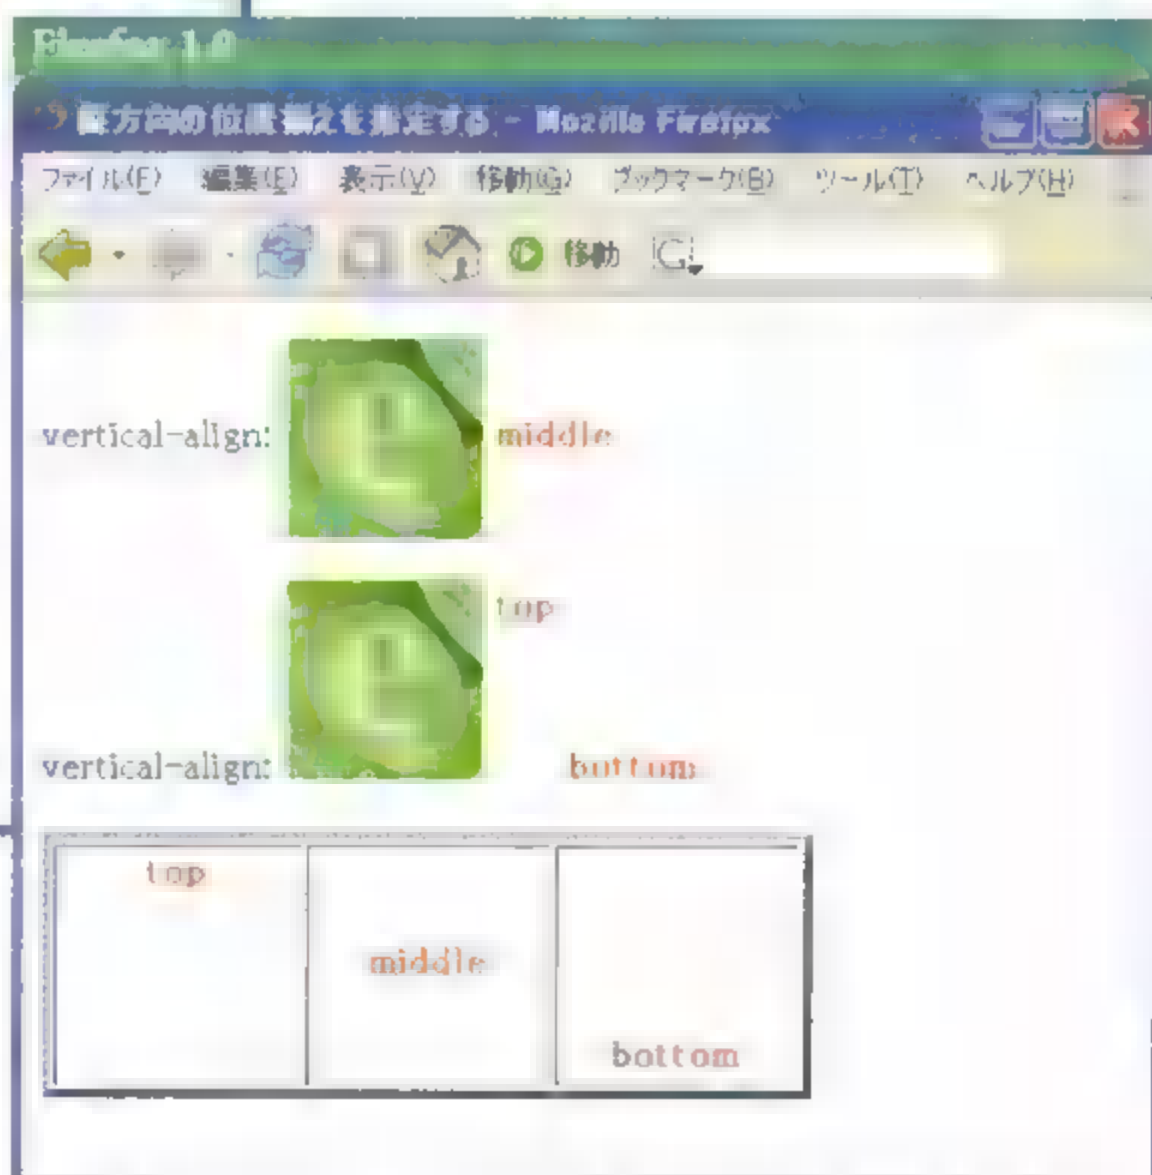 Firefox 1.0
縦方向の位置揃えを指定する - Mozilla Firefox
ファイル(F) 編集(E) 表示(V) 移動(G) ブックマーク(B) ツール(T) ヘルプ(H)
移動 G
vertical-align: middle
top
vertical-align: bottom
top
middle
bottom